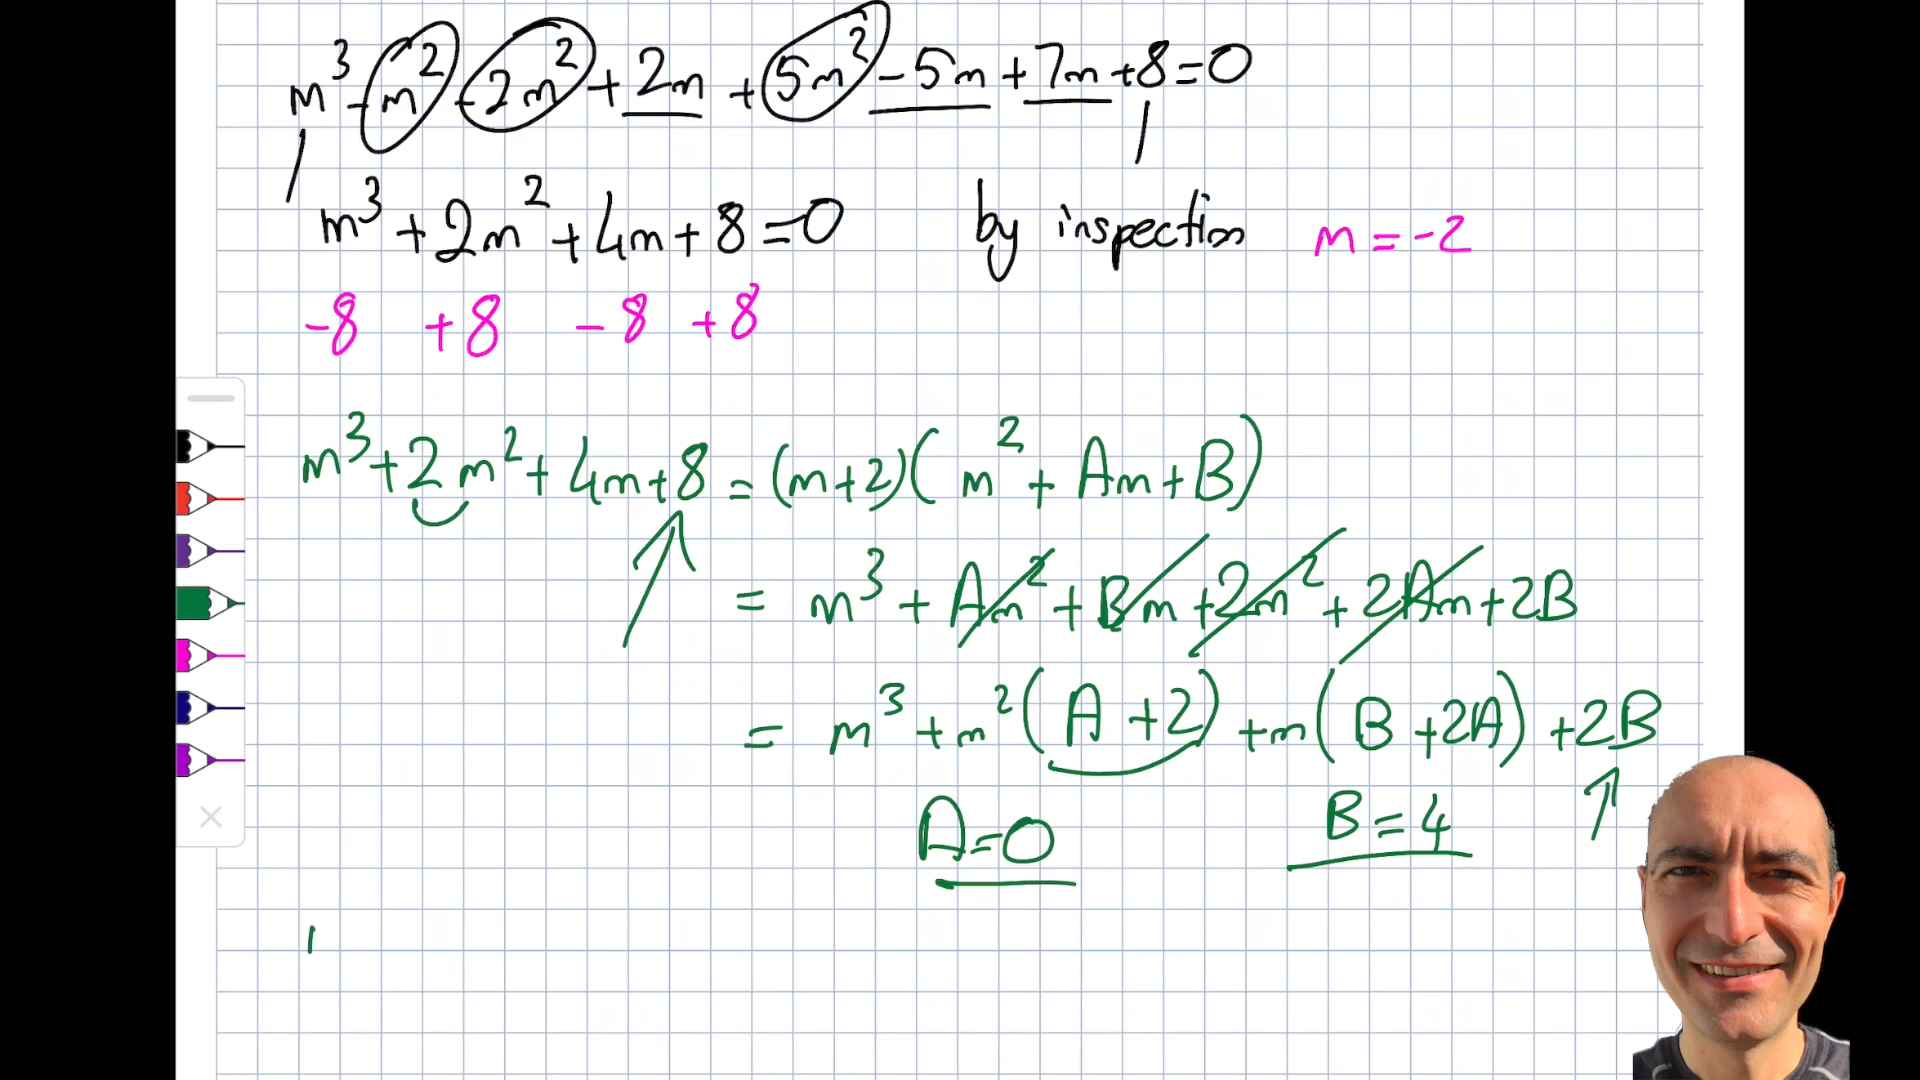 m³ - m² - 2m² + 2m + 5m² - 5m + 7m + 8 = 0
m³ + 2m² + 4m + 8 = 0 by inspection m = -2
-8 +8 -8 +8
m³ + 2m² + 4m + 8 = (m+2)(m² + Am + B)
= m³ + Am² + Bm + 2m² + 2Am + 2B
= m³ + m²(A + 2) + m(B + 2A) + 2B
A = 0 B = 4